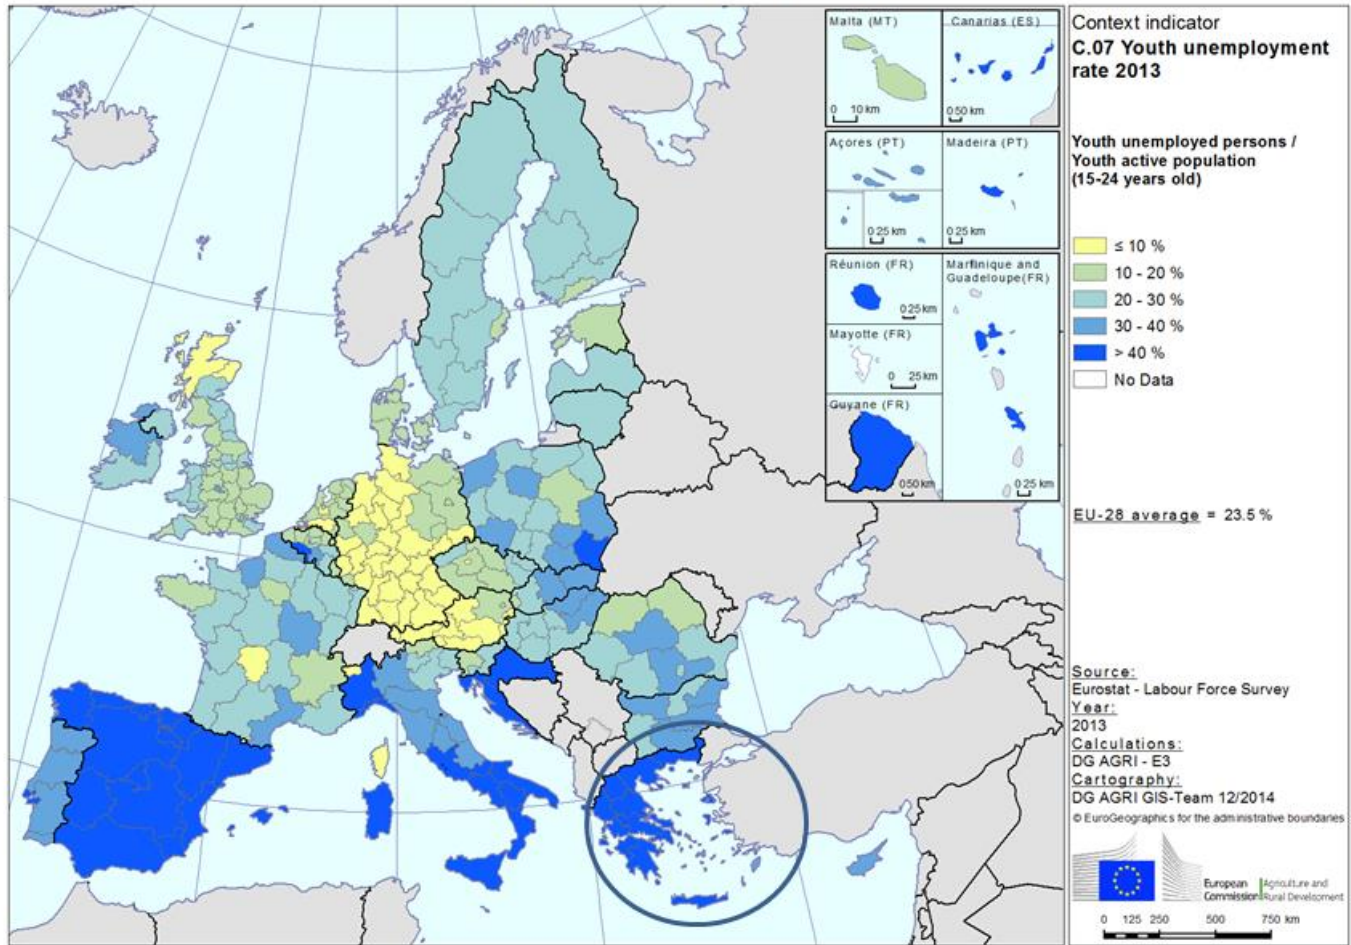 Malta (MT)
0 10 km
Canarias (ES)
0 50 km
Açores (PT)
0 25 km
Madeira (PT)
0 25 km
Réunion (FR)
0 25 km
Mayotte (FR)
0 25 km
Guyane (FR)
0 50 km
Martinique and
Guadeloupe(FR)
0 25 km
Context indicator
C.07 Youth unemployment
rate 2013
Youth unemployed persons /
Youth active population
(15-24 years old)
≤ 10 %
10 - 20 %
20 - 30 %
30 - 40 %
> 40 %
No Data
EU-28 average = 23.5 %
Source:
Eurostat - Labour Force Survey
Year:
2013
Calculations:
DG AGRI - E3
Cartography:
DG AGRI GIS-Team 12/2014
© EuroGeographics for the administrative boundaries
European
Commission
Agriculture and
Rural Development
0 125 250 500 750 km